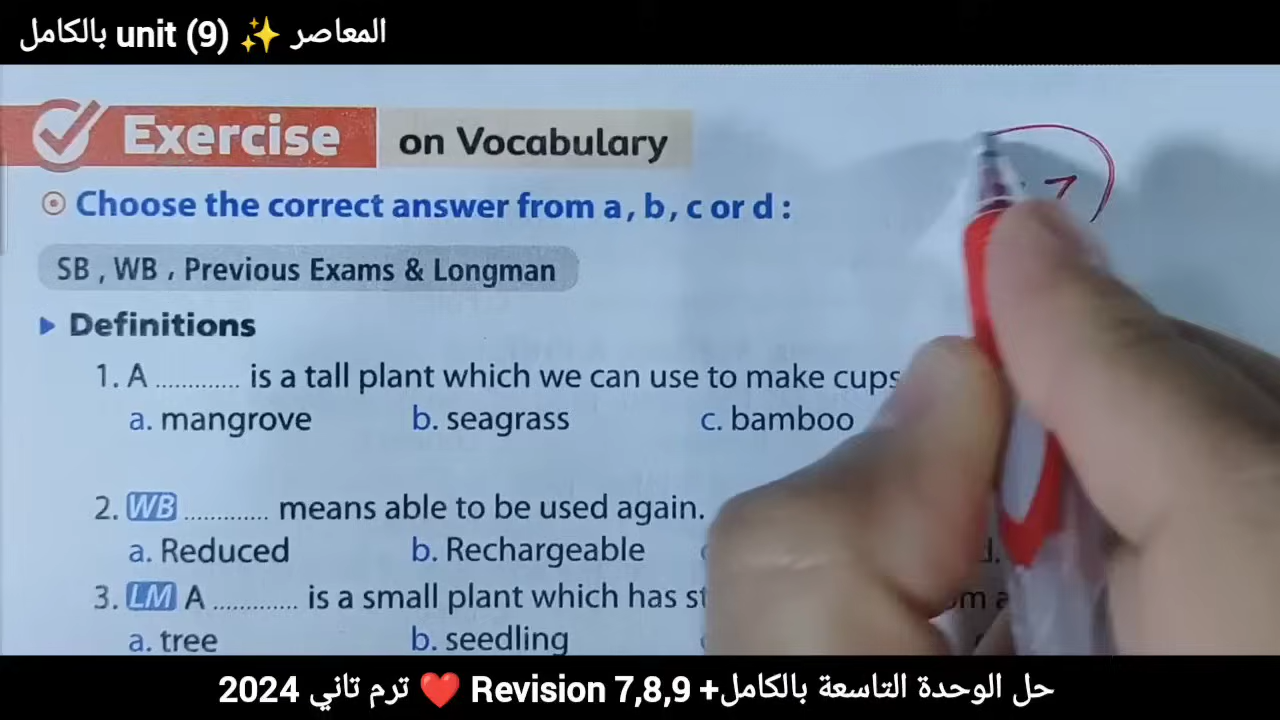 المعاصر ✨ unit (9) بالكامل
Exercise on Vocabulary
Choose the correct answer from a, b, c or d :
SB , WB , Previous Exams & Longman
Definitions
1. A ............ is a tall plant which we can use to make cups
a. mangrove b. seagrass c. bamboo
2. WB ............ means able to be used again.
a. Reduced b. Rechargeable d.
3. LM A ............ is a small plant which has
a. tree b. seedling
حل الوحدة التاسعة بالكامل+ Revision 7,8,9 ❤️ ترم تاني 2024